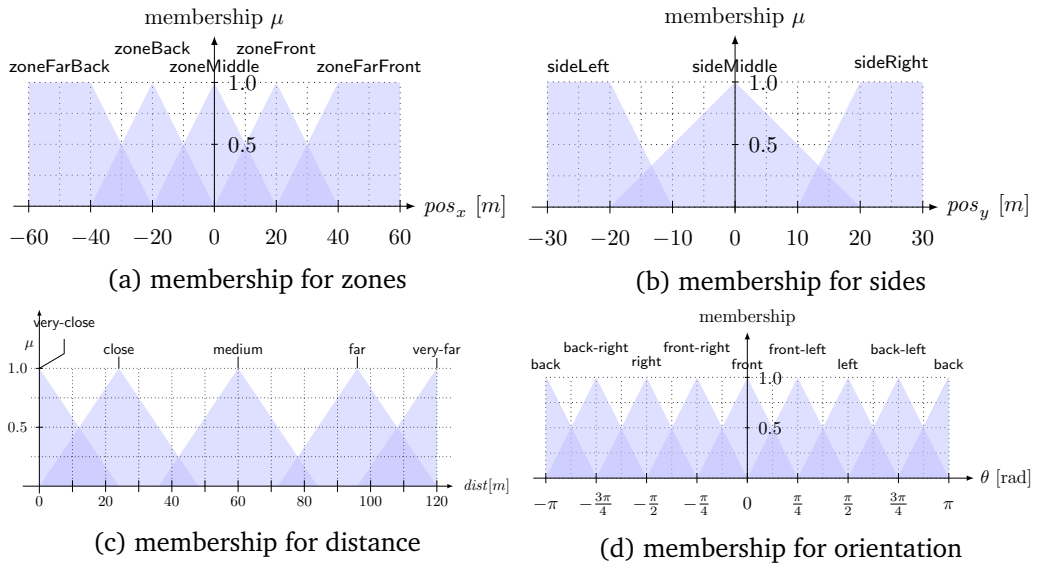 membership μ
zoneBack zoneFront
zoneFarBack zoneMiddle zoneFarFront
1.0
0.5
pos_x [m]
−60 −40 −20 0 20 40 60
(a) membership for zones
membership μ
sideLeft sideMiddle sideRight
1.0
0.5
pos_y [m]
−30 −20 −10 0 10 20 30
(b) membership for sides
very-close
μ close medium far very-far
1.0
0.5
dist[m]
0 20 40 60 80 100 120
(c) membership for distance
membership
back-right front-right front-left back-left
back right front left back
1.0
0.5
θ [rad]
−π −3π/4 −π/2 −π/4 0 π/4 π/2 3π/4 π
(d) membership for orientation